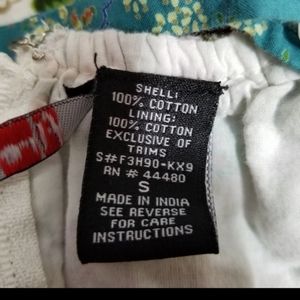 SHELL:
100% COTTON
LINING:
100% COTTON
EXCLUSIVE OF
TRIMS
S#F3H90-KX9
RN # 44480
S
MADE IN INDIA
SEE REVERSE
FOR CARE
INSTRUCTIONS